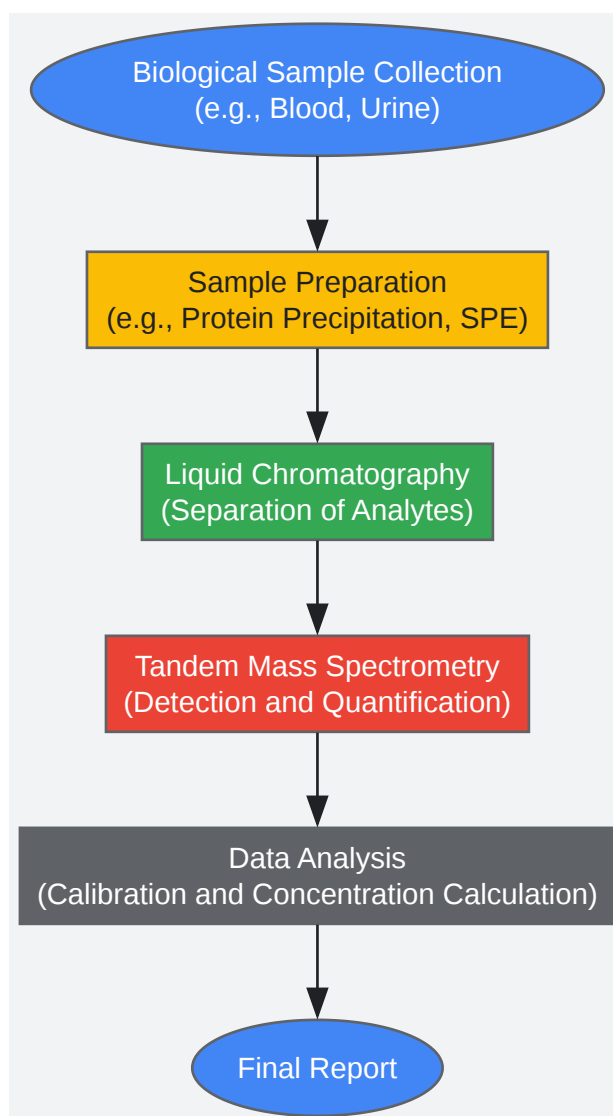 Biological Sample Collection
(e.g., Blood, Urine)
Sample Preparation
(e.g., Protein Precipitation, SPE)
Liquid Chromatography
(Separation of Analytes)
Tandem Mass Spectrometry
(Detection and Quantification)
Data Analysis
(Calibration and Concentration Calculation)
Final Report